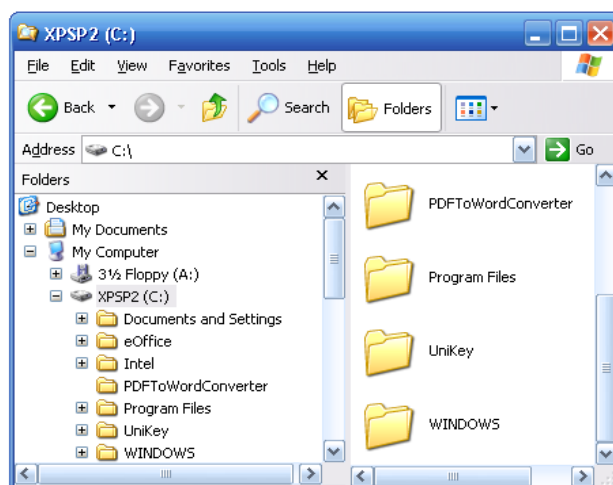 XPSP2 (C:)
File Edit View Favorites Tools Help
Back Search Folders
Address C:\ Go
Folders
Desktop
My Documents
My Computer
3½ Floppy (A:)
XPSP2 (C:)
Documents and Settings
eOffice
Intel
PDFToWordConverter
Program Files
UniKey
WINDOWS
PDFToWordConverter
Program Files
UniKey
WINDOWS